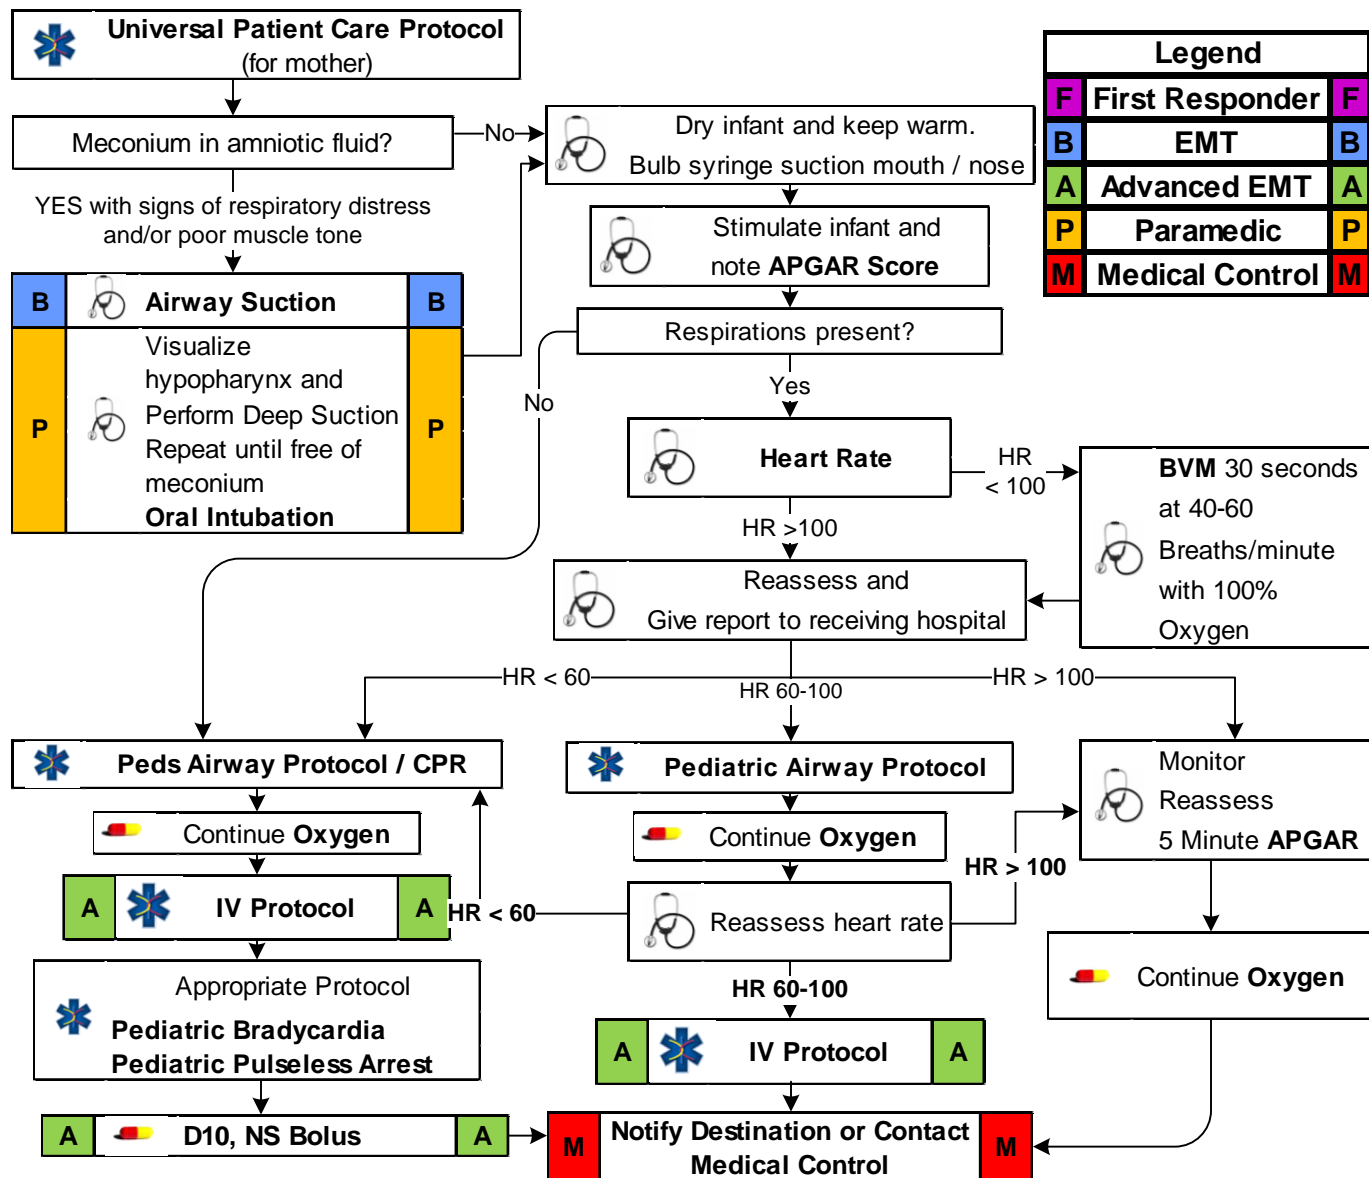 Universal Patient Care Protocol
(for mother)
Legend
F First Responder F
B EMT B
A Advanced EMT A
P Paramedic P
M Medical Control M
Meconium in amniotic fluid?
No
Dry infant and keep warm.
Bulb syringe suction mouth / nose
YES with signs of respiratory distress
and/or poor muscle tone
Stimulate infant and
note APGAR Score
B Airway Suction B
P
Visualize
hypopharynx and
Perform Deep Suction
Repeat until free of
meconium
Oral Intubation
P
Respirations present?
No
Yes
Heart Rate
HR
< 100
BVM 30 seconds
at 40-60
Breaths/minute
with 100%
Oxygen
HR >100
Reassess and
Give report to receiving hospital
HR < 60
HR 60-100
HR > 100
Peds Airway Protocol / CPR
Pediatric Airway Protocol
Monitor
Reassess
5 Minute APGAR
Continue Oxygen
Continue Oxygen
HR > 100
A IV Protocol A
HR < 60
Reassess heart rate
Appropriate Protocol
Pediatric Bradycardia
Pediatric Pulseless Arrest
HR 60-100
Continue Oxygen
A IV Protocol A
A D10, NS Bolus A
M
Notify Destination or Contact
Medical Control
M